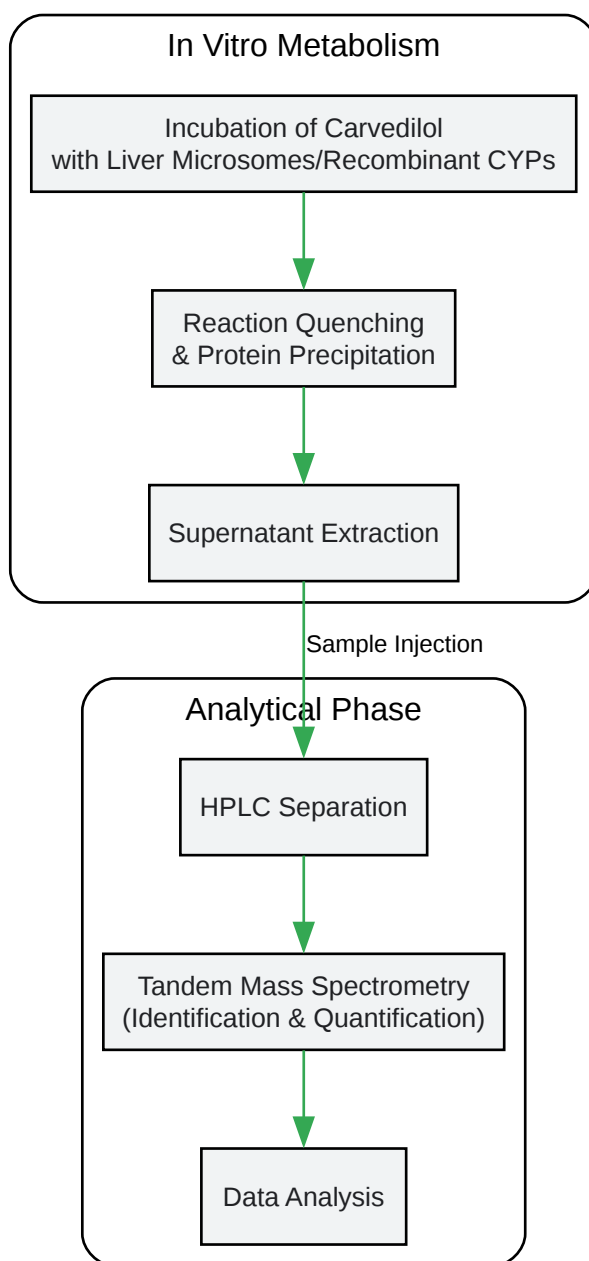 In Vitro Metabolism
Incubation of Carvedilol
with Liver Microsomes/Recombinant CYPs
Reaction Quenching
& Protein Precipitation
Supernatant Extraction
Sample Injection
Analytical Phase
HPLC Separation
Tandem Mass Spectrometry
(Identification & Quantification)
Data Analysis